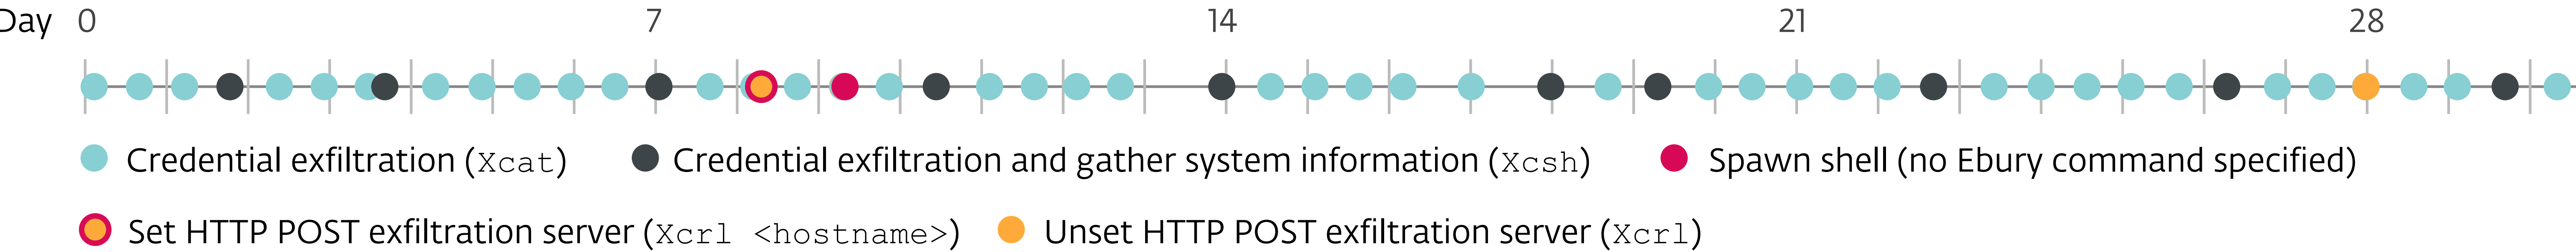 Day 0 7 14 21 28
Credential exfiltration (Xcat) Credential exfiltration and gather system information (Xcsh) Spawn shell (no Ebury command specified)
Set HTTP POST exfiltration server (Xcrl <hostname>) Unset HTTP POST exfiltration server (Xcrl)